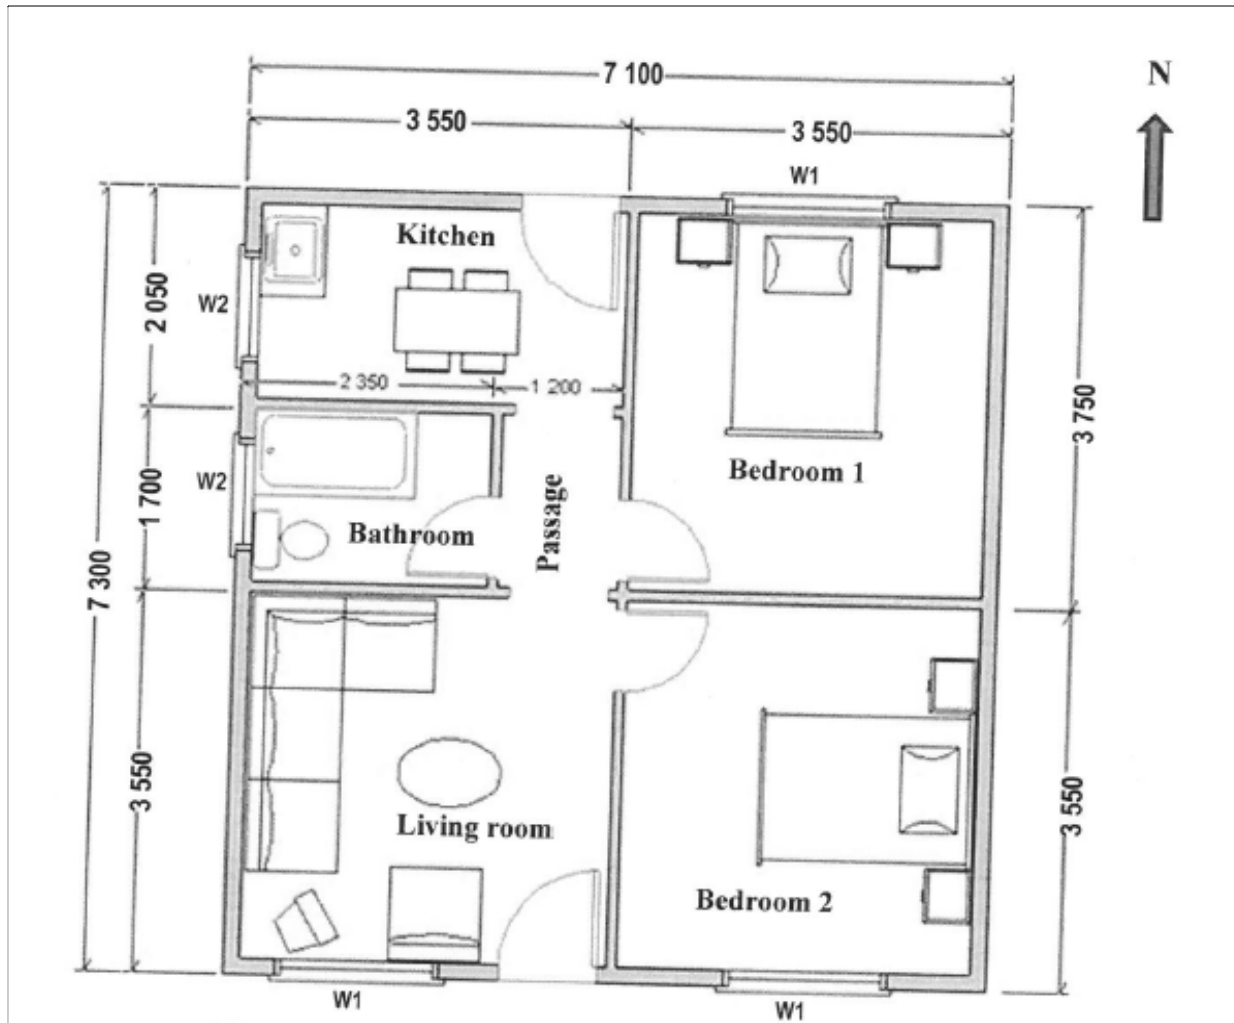 7 100
N
3 550
3 550
W1
Kitchen
W2
2 050
2 350
1 200
3 750
Bedroom 1
W2
1 700
Bathroom
Passage
7 300
3 550
Living room
3 550
Bedroom 2
W1
W1